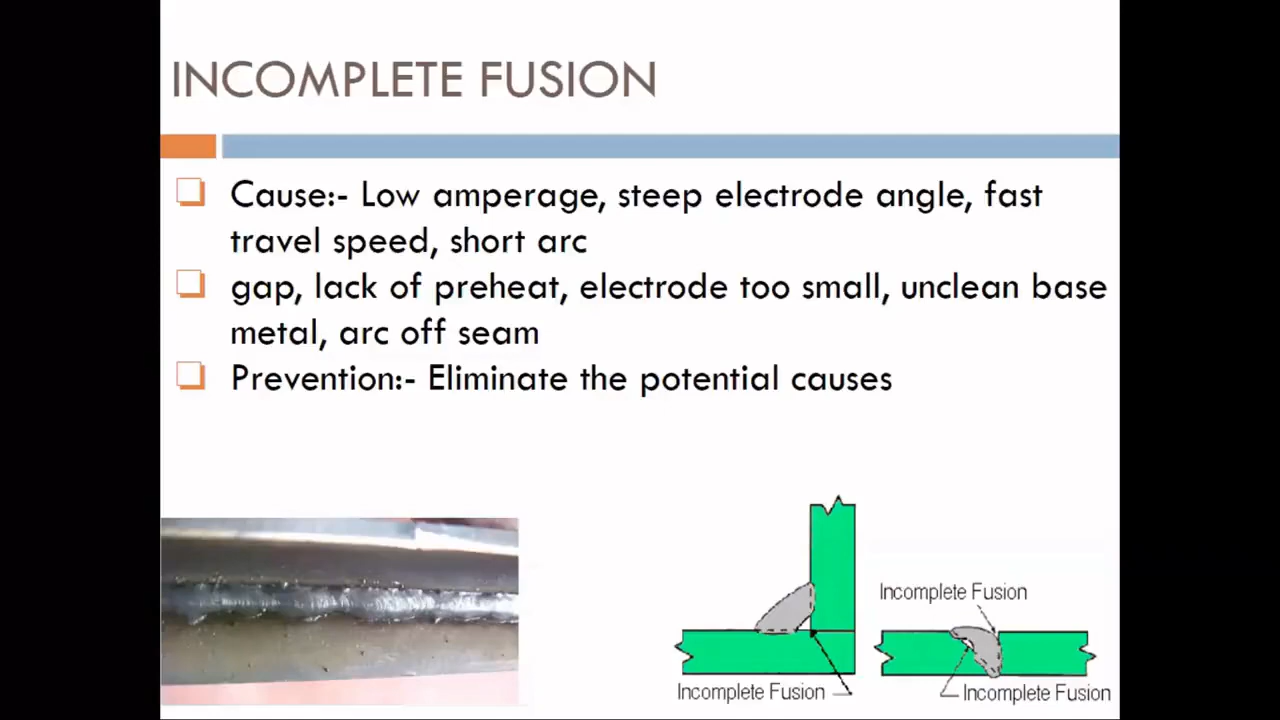 INCOMPLETE FUSION
Cause:- Low amperage, steep electrode angle, fast
travel speed, short arc
gap, lack of preheat, electrode too small, unclean base
metal, arc off seam
Prevention:- Eliminate the potential causes
Incomplete Fusion
Incomplete Fusion
Incomplete Fusion